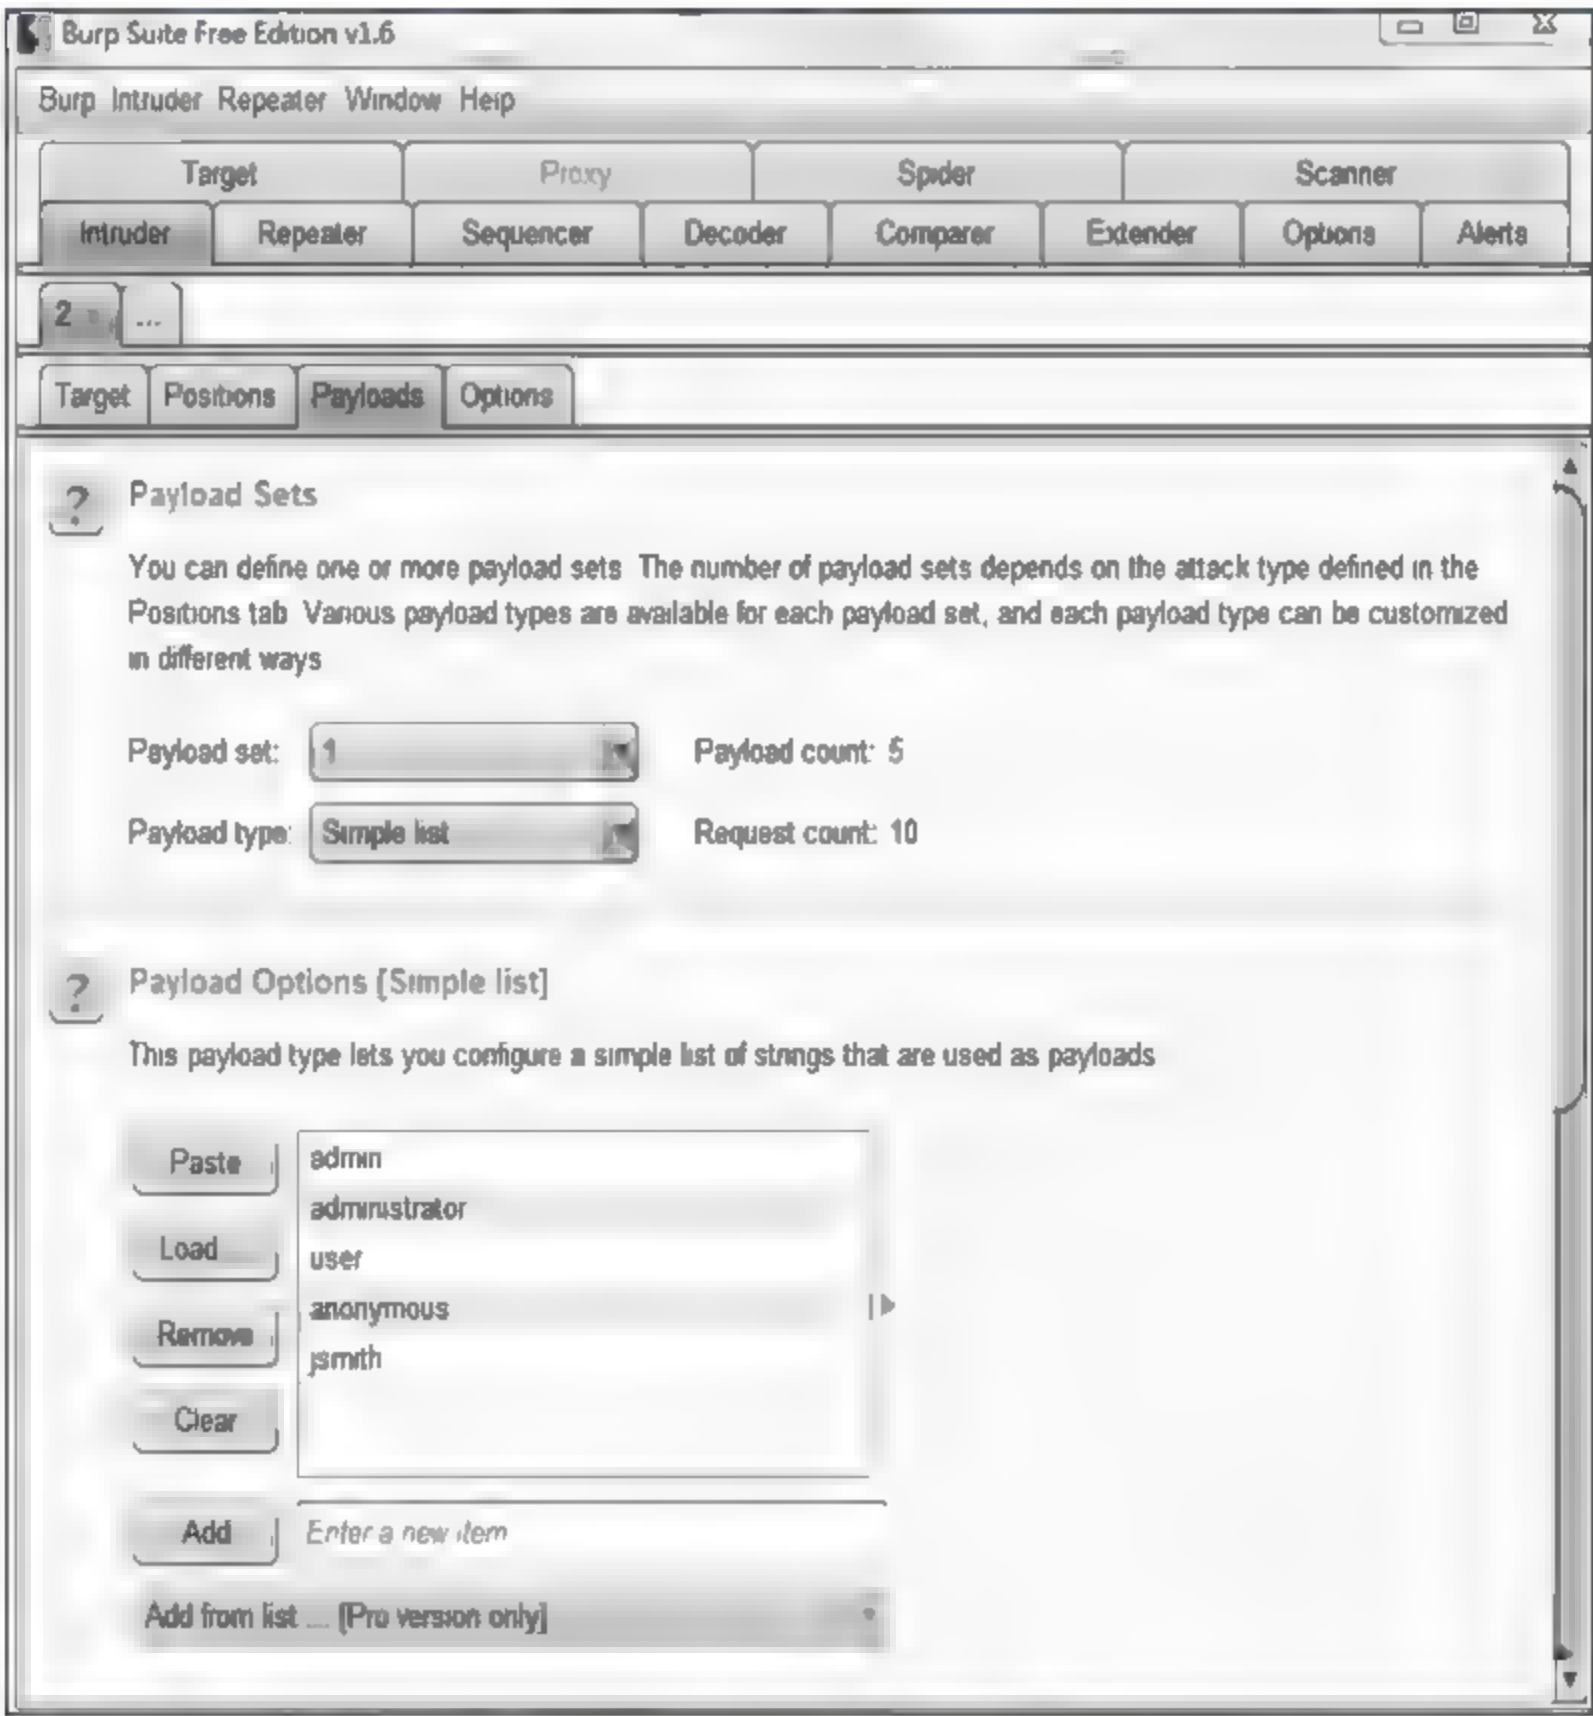 Burp Suite Free Edition v1.6
Burp Intruder Repeater Window Help
Target Proxy Spider Scanner
Intruder Repeater Sequencer Decoder Comparer Extender Options Alerts
2 ...
Target Positions Payloads Options
? Payload Sets
You can define one or more payload sets The number of payload sets depends on the attack type defined in the
Positions tab Various payload types are available for each payload set, and each payload type can be customized
in different ways
Payload set: 1 Payload count: 5
Payload type: Simple list Request count: 10
? Payload Options [Simple list]
This payload type lets you configure a simple list of strings that are used as payloads
Paste admin
administrator
Load user
anonymous
Remove jsmith
Clear
Add Enter a new item
Add from list ... [Pro version only]